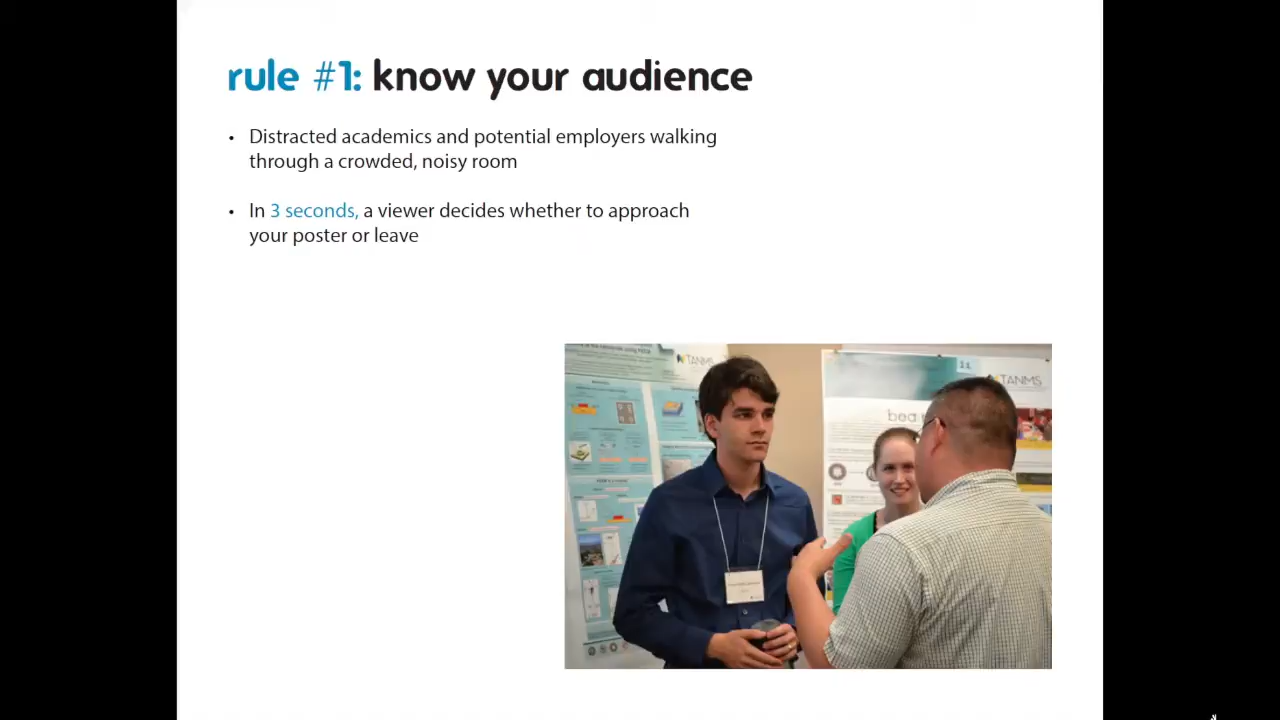 rule #1: know your audience
• Distracted academics and potential employers walking
through a crowded, noisy room
• In 3 seconds, a viewer decides whether to approach
your poster or leave
TANMS
11
TANMS